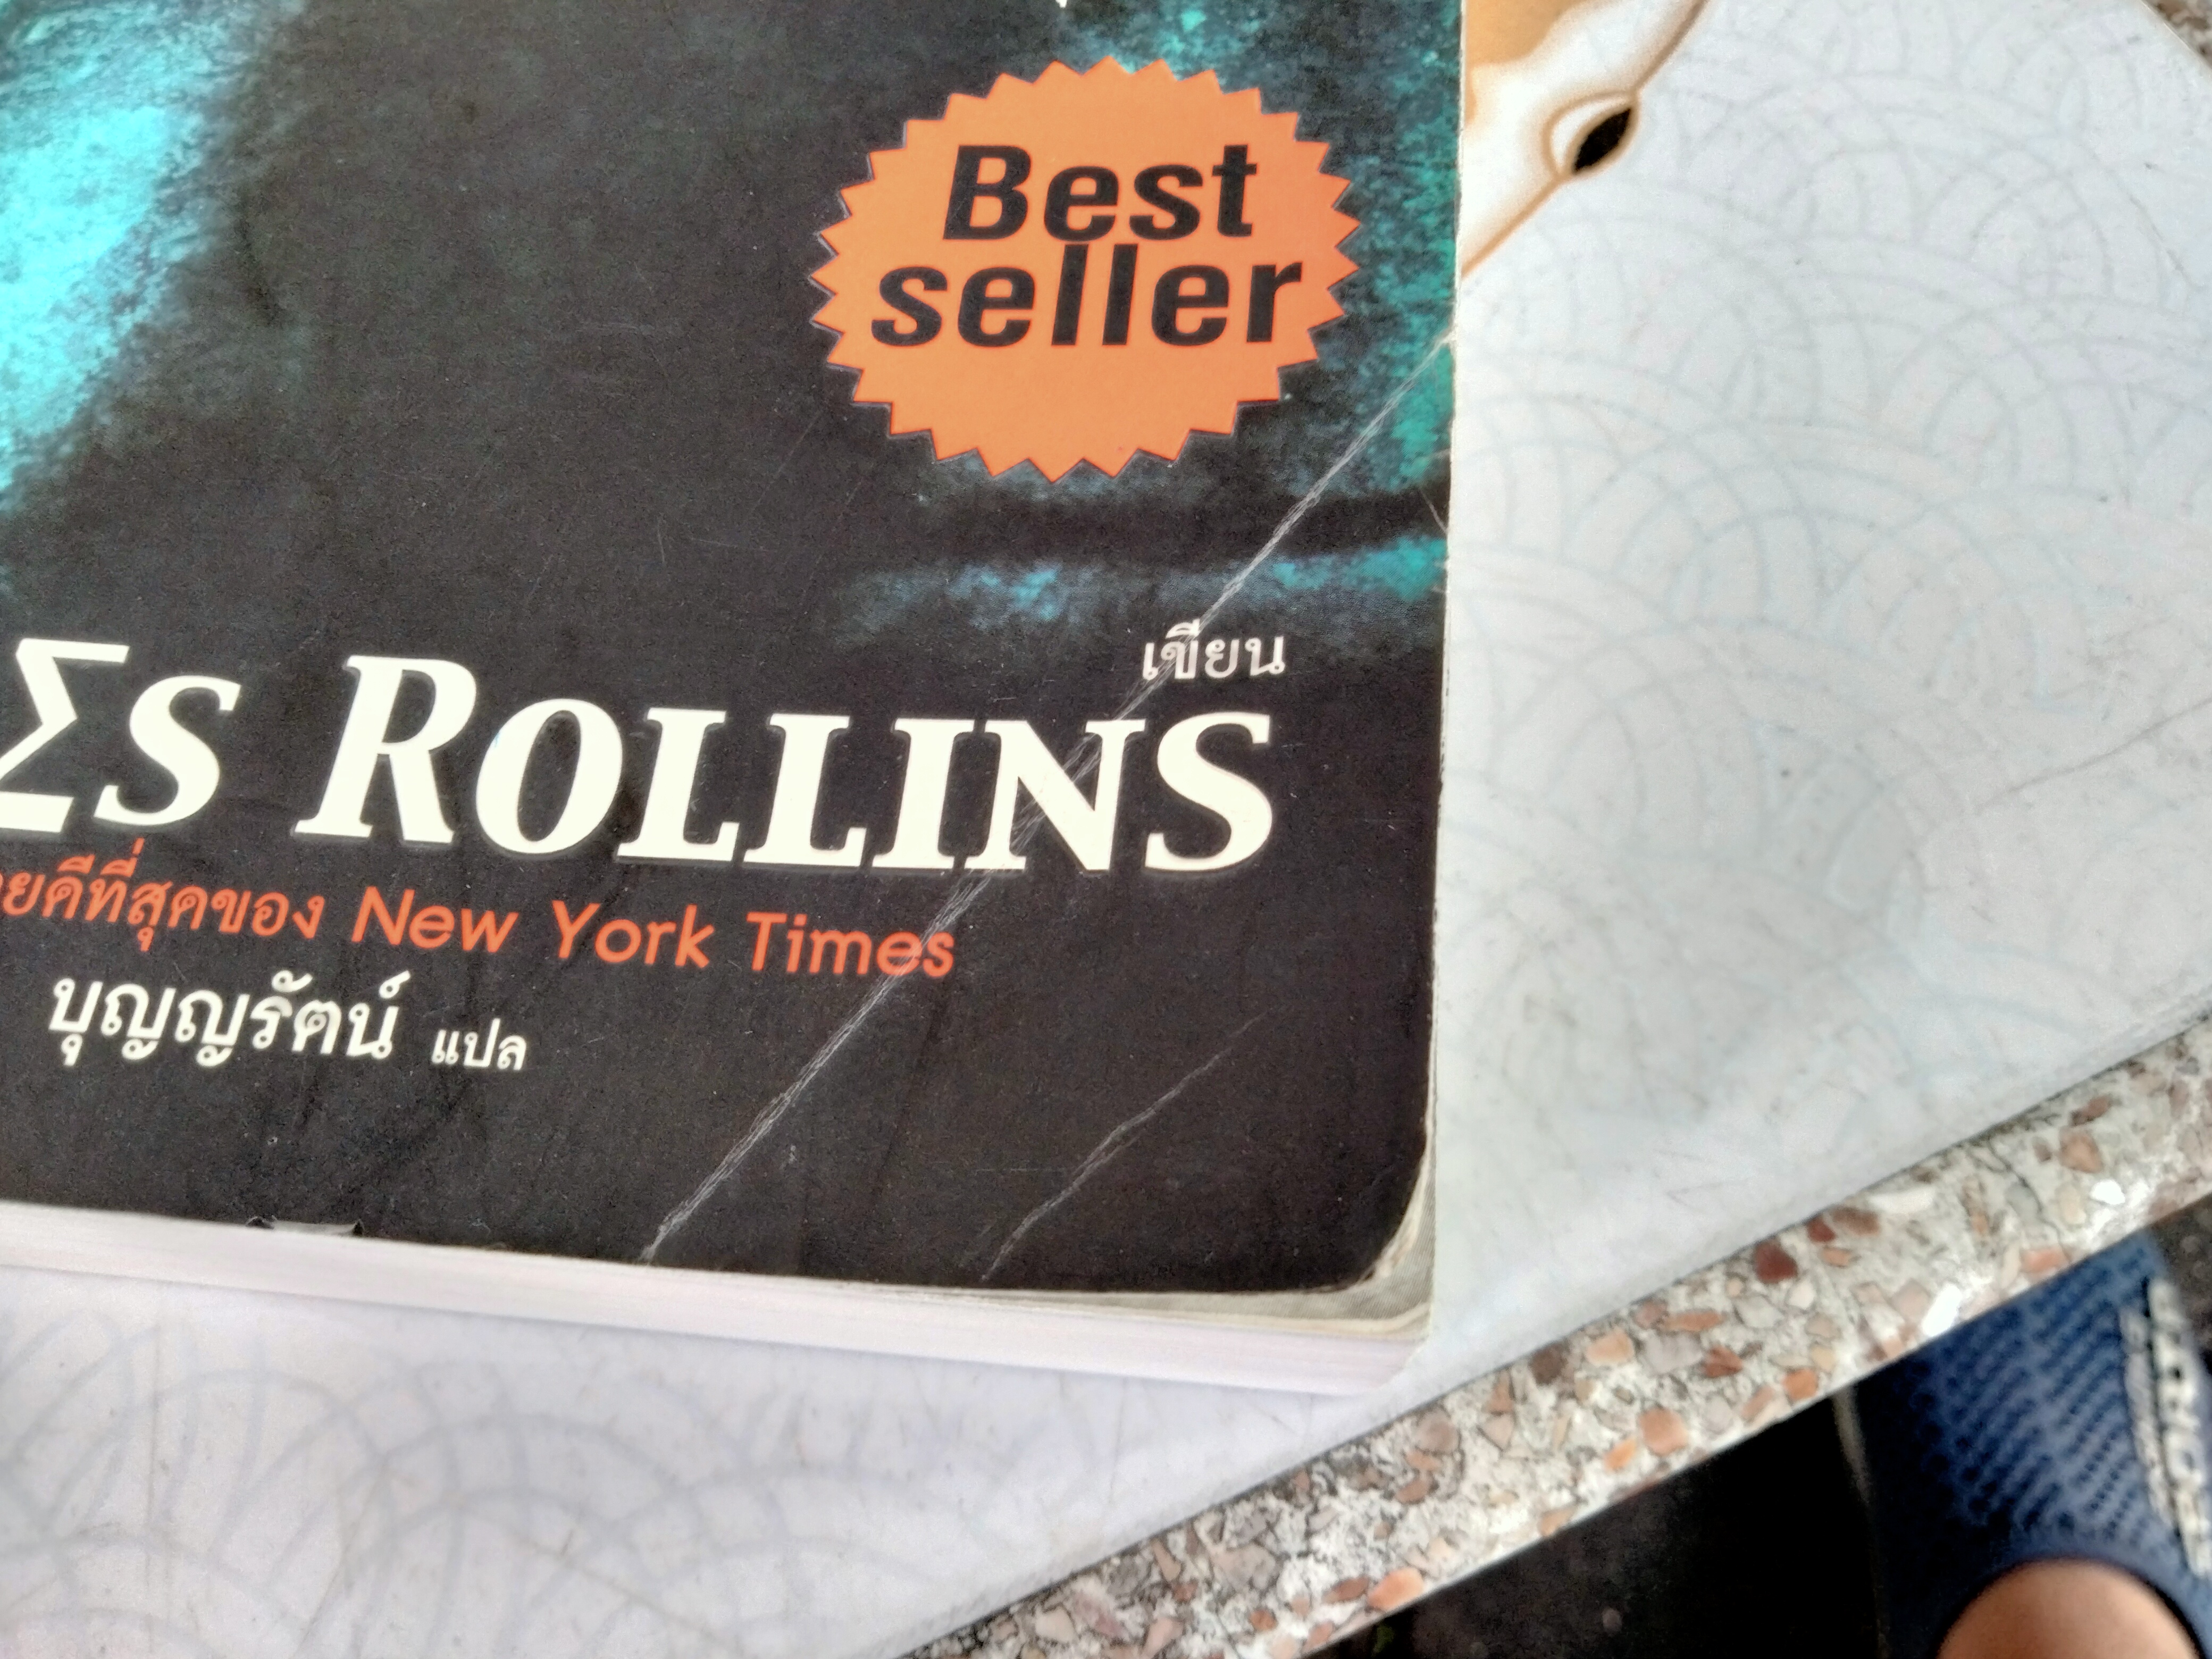 Best
seller
เขียน
ΣS ROLLINS
ยดีที่สุดของ New York Times
บุญญรัตน์ แปล